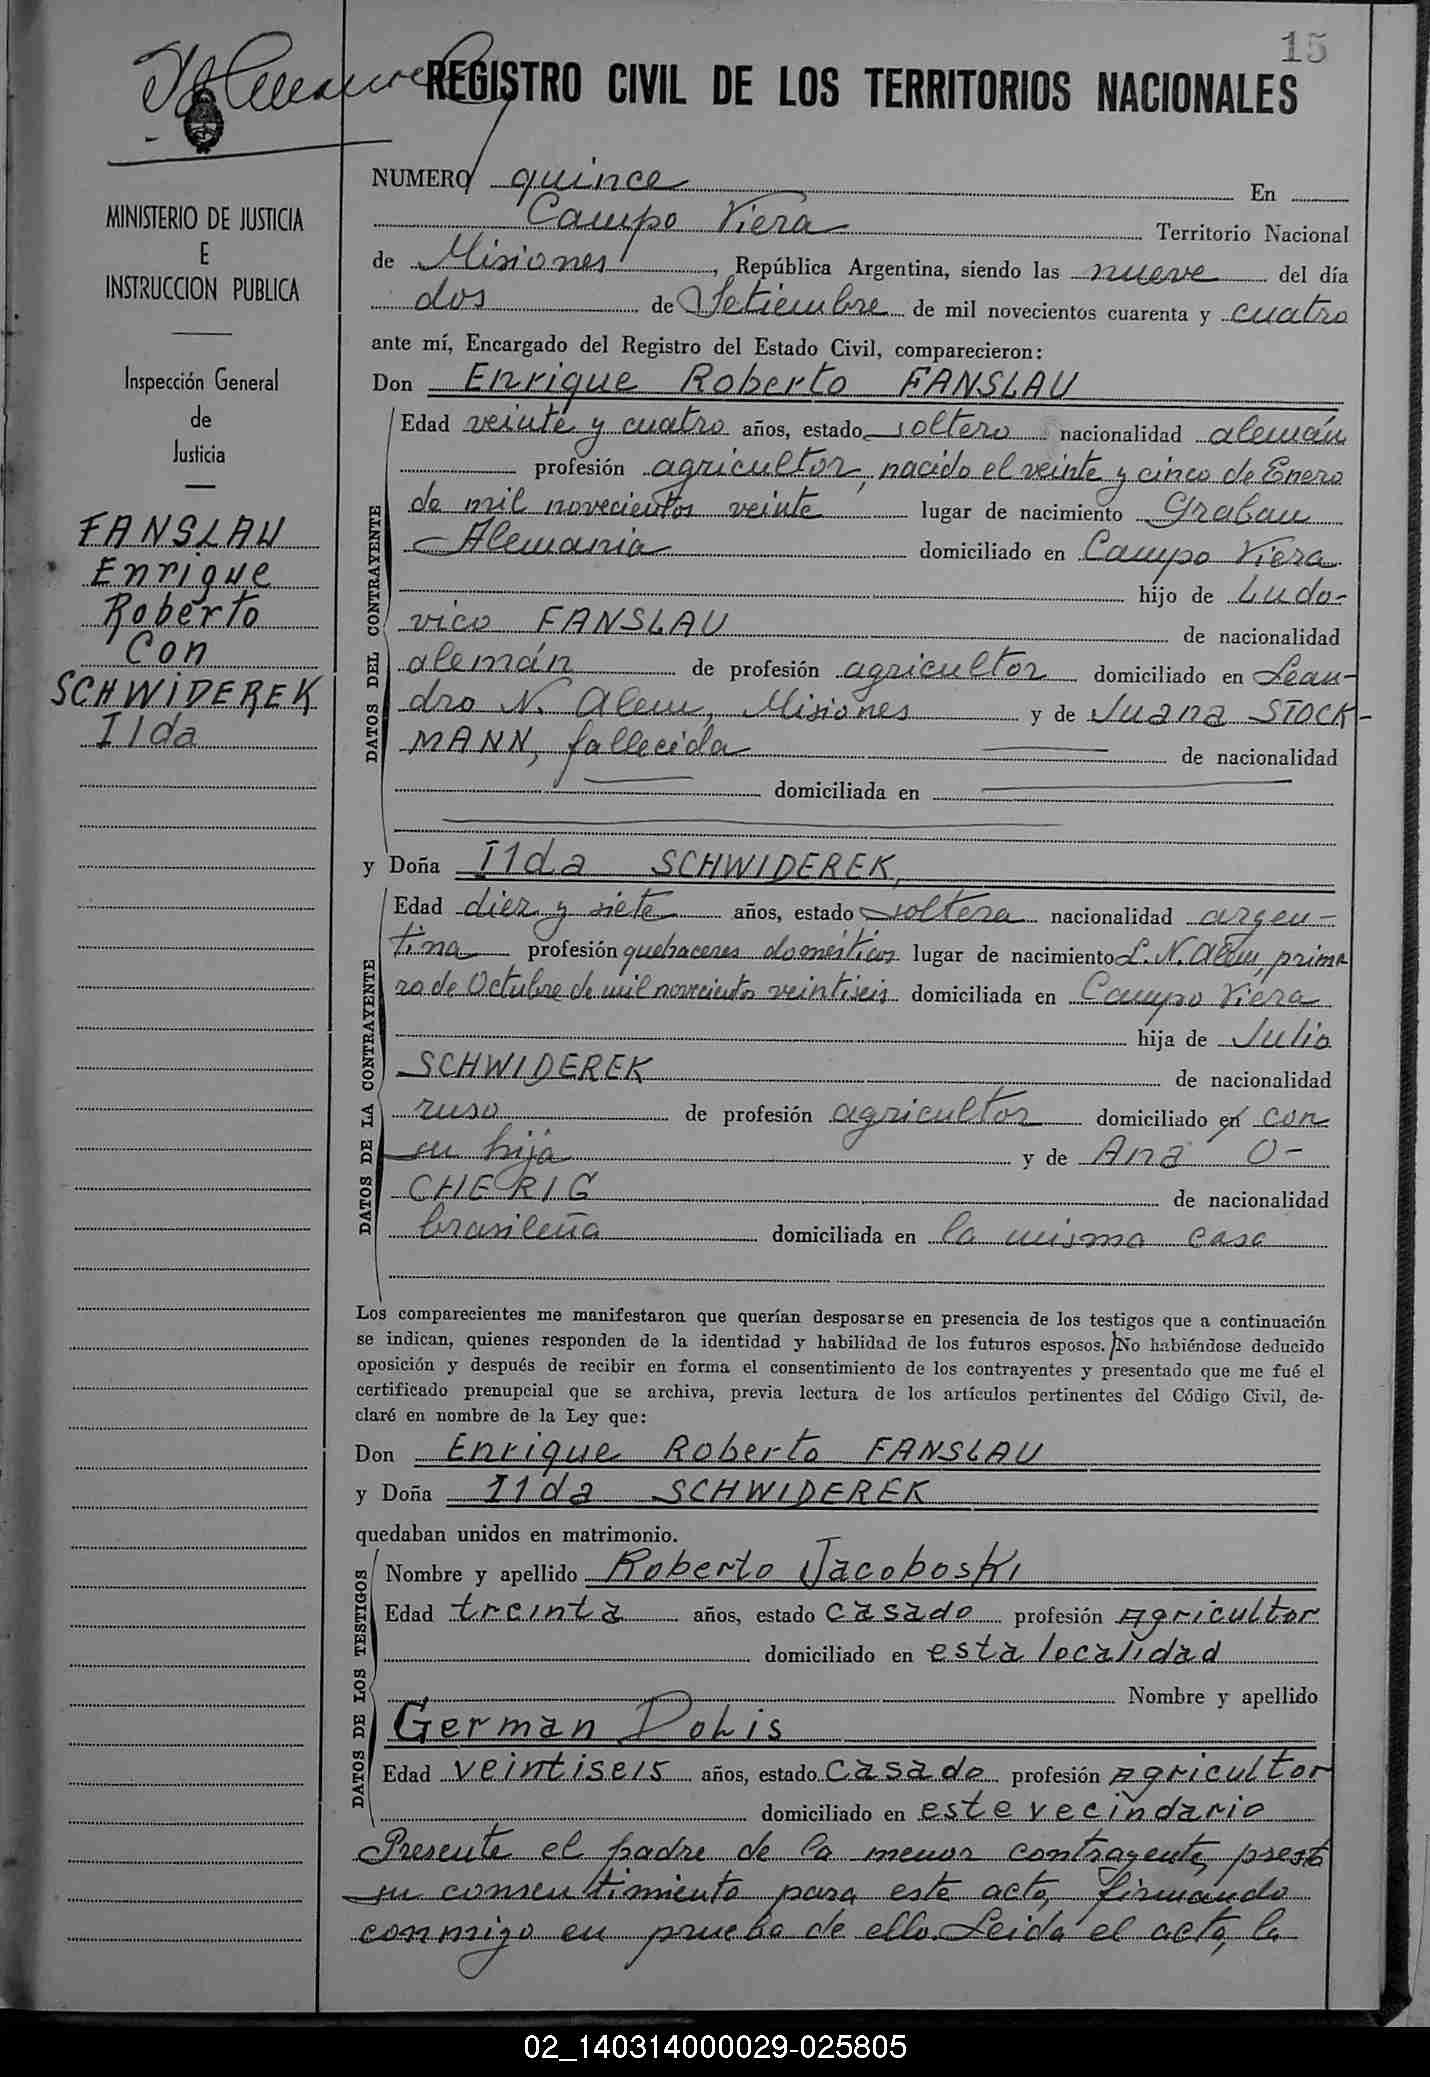 15
REGISTRO CIVIL DE LOS TERRITORIOS NACIONALES
MINISTERIO DE JUSTICIA
E
INSTRUCCION PUBLICA
Inspección General
de
Justicia
FANSLAU
Enrique
Roberto
Con
SCHWIDEREK
Ilda
NUMERO quince En
Campo Viera Territorio Nacional
de Misiones, República Argentina, siendo las nueve del día
dos de Setiembre de mil novecientos cuarenta y cuatro
ante mí, Encargado del Registro del Estado Civil, comparecieron:
Don Enrique Roberto FANSLAU
DATOS DEL CONTRAYENTE
Edad veinte y cuatro años, estado soltero nacionalidad alemán
profesión agricultor, nacido el veinte y cinco de Enero
de mil novecientos veinte lugar de nacimiento Grabau
Alemania domiciliado en Campo Viera
hijo de Ludo-
vico FANSLAU de nacionalidad
alemán de profesión agricultor domiciliado en Lean-
dro N. Alem, Misiones y de Juana STOCK-
MANN, fallecida de nacionalidad
domiciliada en
y Doña Ilda SCHWIDEREK,
DATOS DE LA CONTRAYENTE
Edad diez y siete años, estado soltera nacionalidad argen-
tina profesión quehaceres domésticos lugar de nacimiento L. N. Alem, prime
ro de Octubre de mil novecientos veintiseis domiciliada en Campo Viera
hija de Julio
SCHWIDEREK de nacionalidad
ruso de profesión agricultor domiciliado en con
su hija y de Ana O-
CHERIG de nacionalidad
brasileña domiciliada en la misma casa
Los comparecientes me manifestaron que querían desposarse en presencia de los testigos que a continuación
se indican, quienes responden de la identidad y habilidad de los futuros esposos. No habiéndose deducido
oposición y después de recibir en forma el consentimiento de los contrayentes y presentado que me fué el
certificado prenupcial que se archiva, previa lectura de los artículos pertinentes del Código Civil, de-
claré en nombre de la Ley que:
Don Enrique Roberto FANSLAU
y Doña Ilda SCHWIDEREK
quedaban unidos en matrimonio.
DATOS DE LOS TESTIGOS
Nombre y apellido Roberto Jacoboski
Edad treinta años, estado casado profesión Agricultor
domiciliado en esta localidad
Nombre y apellido
German Dohis
Edad veintiseis años, estado casado profesión Agricultor
domiciliado en este vecindario
Presente el padre de la menor contrayente, presta
su consentimiento para este acto, firmando
conmigo en prueba de ello. Leida el acta, la
02_140314000029-025805